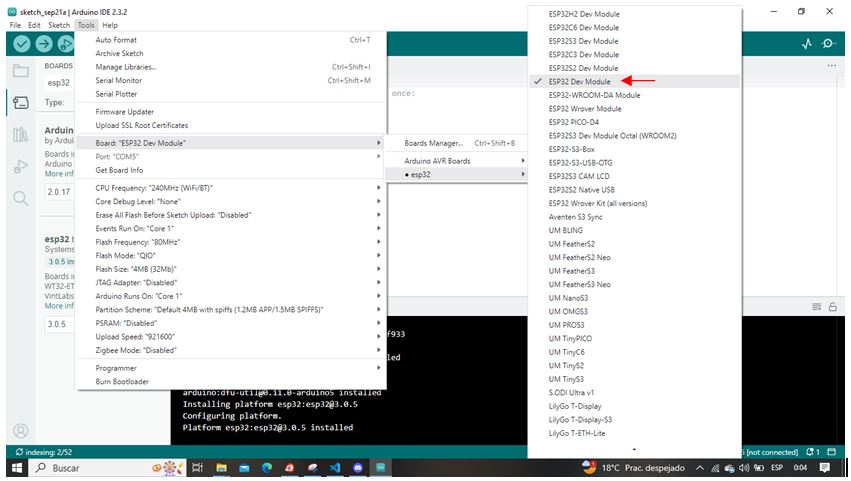 sketch_sep21a | Arduino IDE 2.3.2
File Edit Sketch Tools Help
BOARDS
esp32
Type:
Arduin
by Ardui
Boards i
Arduino
More info
2.0.17
esp32 b
Systems
3.0.5 ins
Boards i
WT32-ET
VintLabs
More info
3.0.5
Auto Format Ctrl+T
Archive Sketch
Manage Libraries... Ctrl+Shift+I
Serial Monitor Ctrl+Shift+M
Serial Plotter
Firmware Updater
Upload SSL Root Certificates
Board: "ESP32 Dev Module"
Port: "COM5"
Get Board Info
CPU Frequency: "240MHz (WiFi/BT)"
Core Debug Level: "None"
Erase All Flash Before Sketch Upload: "Disabled"
Events Run On: "Core 1"
Flash Frequency: "80MHz"
Flash Mode: "QIO"
Flash Size: "4MB (32Mb)"
JTAG Adapter: "Disabled"
Arduino Runs On: "Core 1"
Partition Scheme: "Default 4MB with spiffs (1.2MB APP/1.5MB SPIFFS)"
PSRAM: "Disabled"
Upload Speed: "921600"
Zigbee Mode: "Disabled"
Programmer
Burn Bootloader
once:
Boards Manager... Ctrl+Shift+B
Arduino AVR Boards
● esp32
ESP32H2 Dev Module
ESP32C6 Dev Module
ESP32S3 Dev Module
ESP32C3 Dev Module
ESP32S2 Dev Module
ESP32 Dev Module
ESP32-WROOM-DA Module
ESP32 Wrover Module
ESP32 PICO-D4
ESP32S3 Dev Module Octal (WROOM2)
ESP32-S3-Box
ESP32-S3-USB-OTG
ESP32S3 CAM LCD
ESP32S2 Native USB
ESP32 Wrover Kit (all versions)
Aventen S3 Sync
UM BLING
UM FeatherS2
UM FeatherS2 Neo
UM FeatherS3
UM FeatherS3 Neo
UM NanoS3
UM OMGS3
UM PROS3
UM TinyPICO
UM TinyC6
UM TinyS2
UM TinyS3
S.ODI Ultra v1
LilyGo T-Display
LilyGo T-Display-S3
LilyGo T-ETH-Lite
f933
led
arduino:dfu-util@0.11.0-arduino5 installed
Installing platform esp32:esp32@3.0.5
Configuring platform.
Platform esp32:esp32@3.0.5 installed
indexing: 2/52
[not connected] 1
Buscar
18°C Prac. despejado ESP 0:04